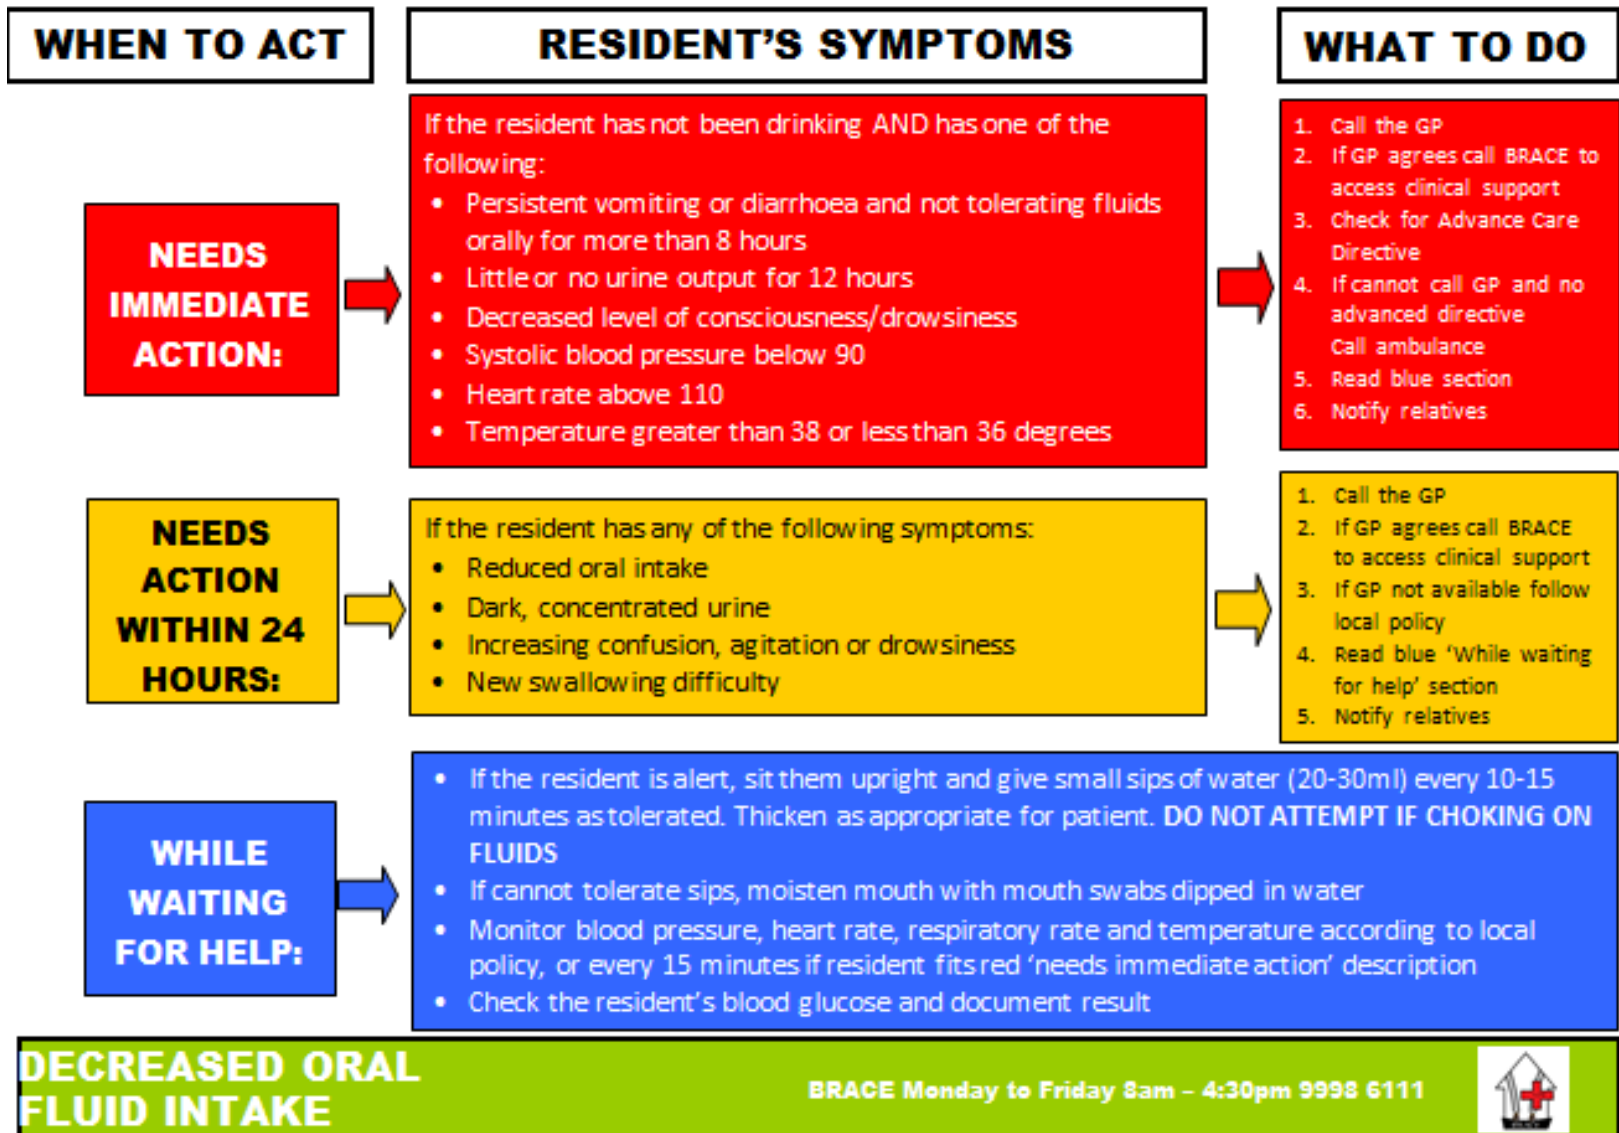 WHEN TO ACT
RESIDENT'S SYMPTOMS
WHAT TO DO
NEEDS
IMMEDIATE
ACTION:
If the resident has not been drinking AND has one of the
following:
• Persistent vomiting or diarrhoea and not tolerating fluids
orally for more than 8 hours
• Little or no urine output for 12 hours
• Decreased level of consciousness/drowsiness
• Systolic blood pressure below 90
• Heart rate above 110
• Temperature greater than 38 or less than 36 degrees
1. Call the GP
2. If GP agrees call BRACE to
access clinical support
3. Check for Advance Care
Directive
4. If cannot call GP and no
advanced directive
Call ambulance
5. Read blue section
6. Notify relatives
NEEDS
ACTION
WITHIN 24
HOURS:
If the resident has any of the following symptoms:
• Reduced oral intake
• Dark, concentrated urine
• Increasing confusion, agitation or drowsiness
• New swallowing difficulty
1. Call the GP
2. If GP agrees call BRACE
to access clinical support
3. If GP not available follow
local policy
4. Read blue 'While waiting
for help' section
5. Notify relatives
WHILE
WAITING
FOR HELP:
• If the resident is alert, sit them upright and give small sips of water (20-30ml) every 10-15
minutes as tolerated. Thicken as appropriate for patient. DO NOT ATTEMPT IF CHOKING ON
FLUIDS
• If cannot tolerate sips, moisten mouth with mouth swabs dipped in water
• Monitor blood pressure, heart rate, respiratory rate and temperature according to local
policy, or every 15 minutes if resident fits red 'needs immediate action' description
• Check the resident's blood glucose and document result
DECREASED ORAL
FLUID INTAKE
BRACE Monday to Friday 8am – 4:30pm 9998 6111